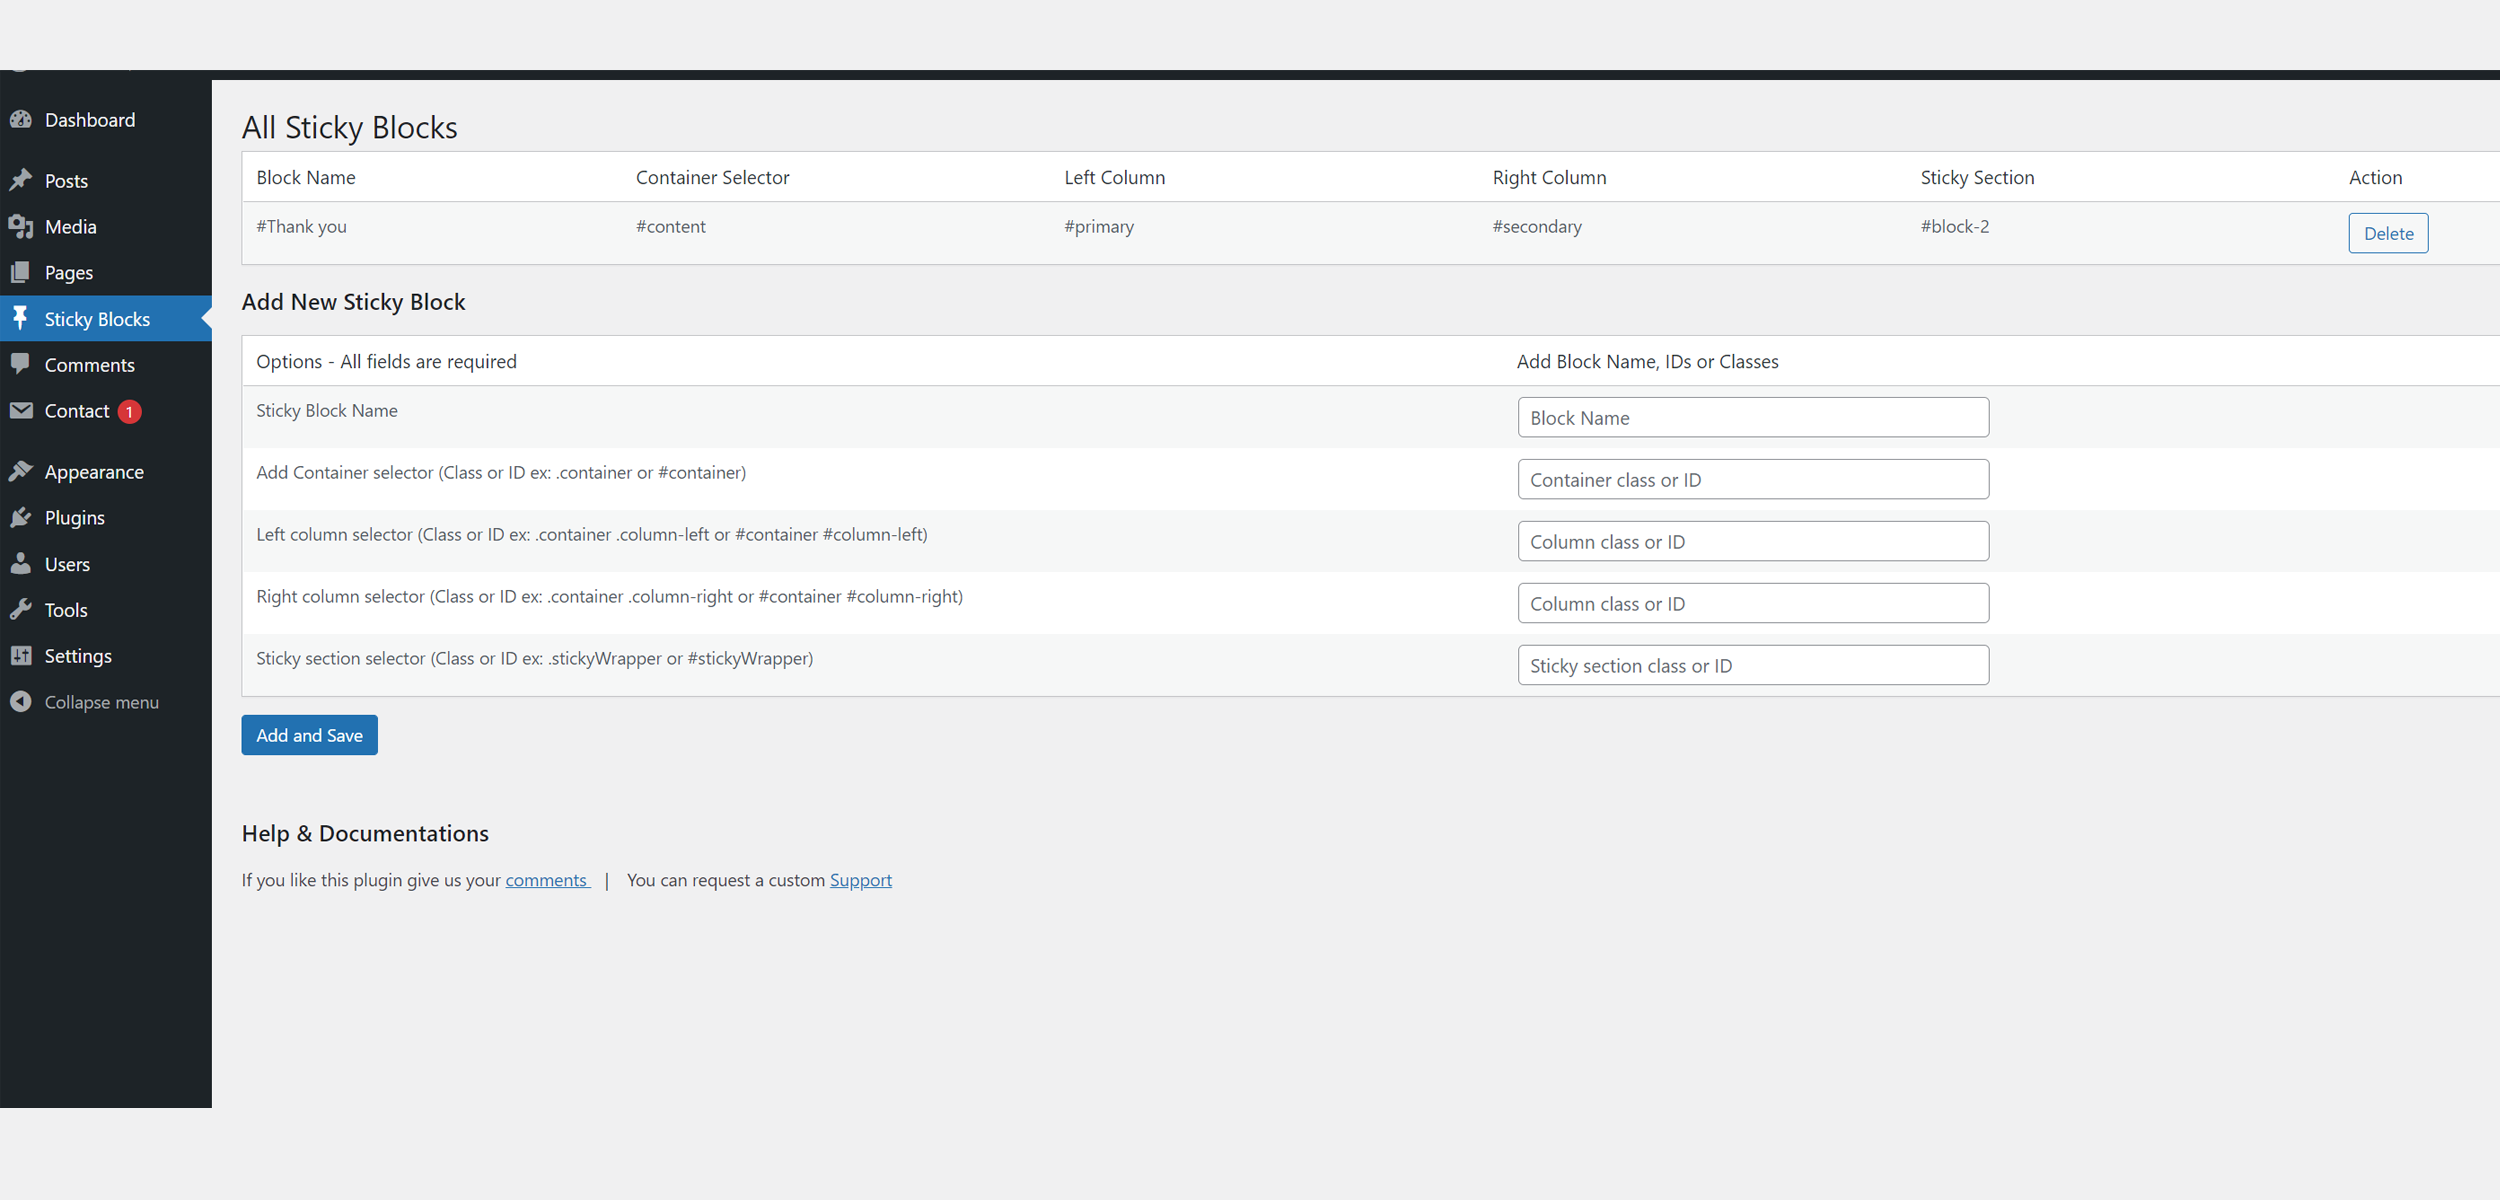 Dashboard
Posts
Media
Pages
Sticky Blocks
Comments
Contact 1
Appearance
Plugins
Users
Tools
Settings
Collapse menu
All Sticky Blocks
Block Name Container Selector Left Column Right Column Sticky Section Action
#Thank you #content #primary #secondary #block-2 Delete
Add New Sticky Block
Options - All fields are required Add Block Name, IDs or Classes
Sticky Block Name Block Name
Add Container selector (Class or ID ex: .container or #container) Container class or ID
Left column selector (Class or ID ex: .container .column-left or #container #column-left) Column class or ID
Right column selector (Class or ID ex: .container .column-right or #container #column-right) Column class or ID
Sticky section selector (Class or ID ex: .stickyWrapper or #stickyWrapper) Sticky section class or ID
Add and Save
Help & Documentations
If you like this plugin give us your comments | You can request a custom Support